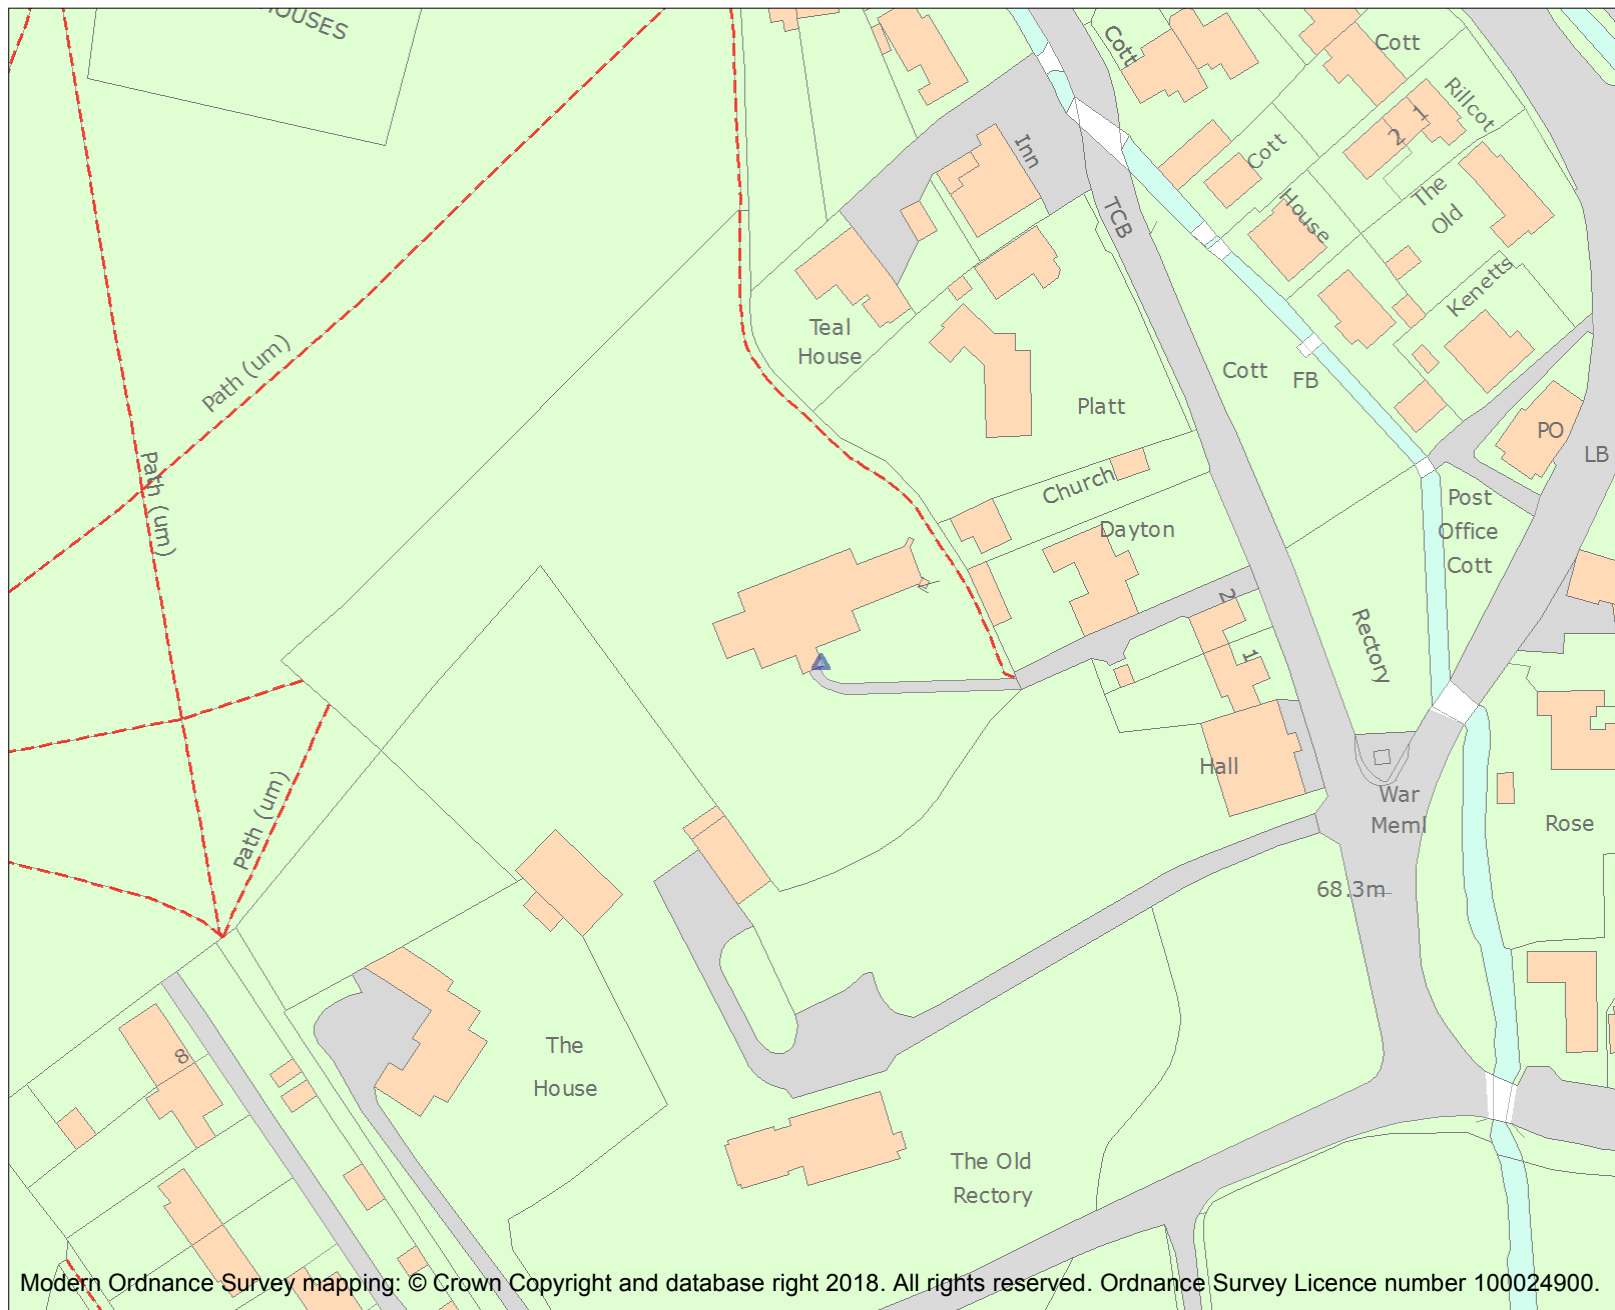 HOUSES
Cott
Cott
Rillcot
1
2
Inn
Cott
The
Old
TCB
House
Kenetts
Path (um)
Teal
House
Cott
FB
Platt
PO
LB
Path (um)
Church
Dayton
Post
Office
Cott
2
Rectory
1
Hall
War
Meml
Rose
Path (um)
68.3m
The
House
8
The Old
Rectory
Modern Ordnance Survey mapping: © Crown Copyright and database right 2018. All rights reserved. Ordnance Survey Licence number 100024900.